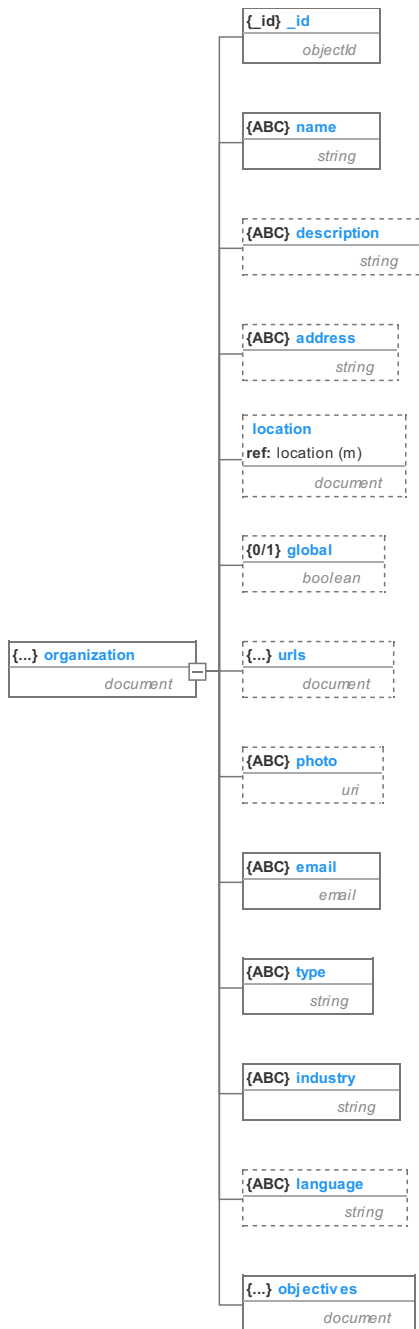 {_id} _id
objectId
{ABC} name
string
{ABC} description
string
{ABC} address
string
location
ref: location (m)
document
{0/1} global
boolean
{...} organization
document
{...} urls
document
{ABC} photo
uri
{ABC} email
email
{ABC} type
string
{ABC} industry
string
{ABC} language
string
{...} objectives
document